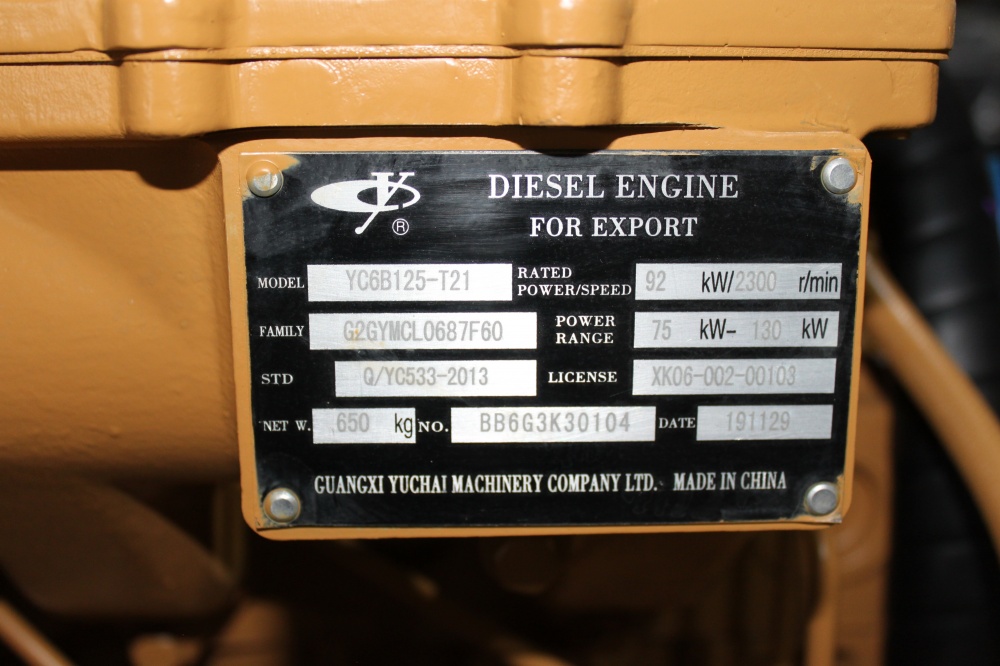 DIESEL ENGINE
FOR EXPORT
®
MODEL YC6B125-T21 RATED POWER/SPEED 92 kW/2300 r/min
FAMILY G2GYMCL0687F60 POWER RANGE 75 kW- 130 kW
STD Q/YC533-2013 LICENSE XK06-002-00103
NET W. 650 kg NO. BB6G3K30104 DATE 191129
GUANGXI YUCHAI MACHINERY COMPANY LTD. MADE IN CHINA